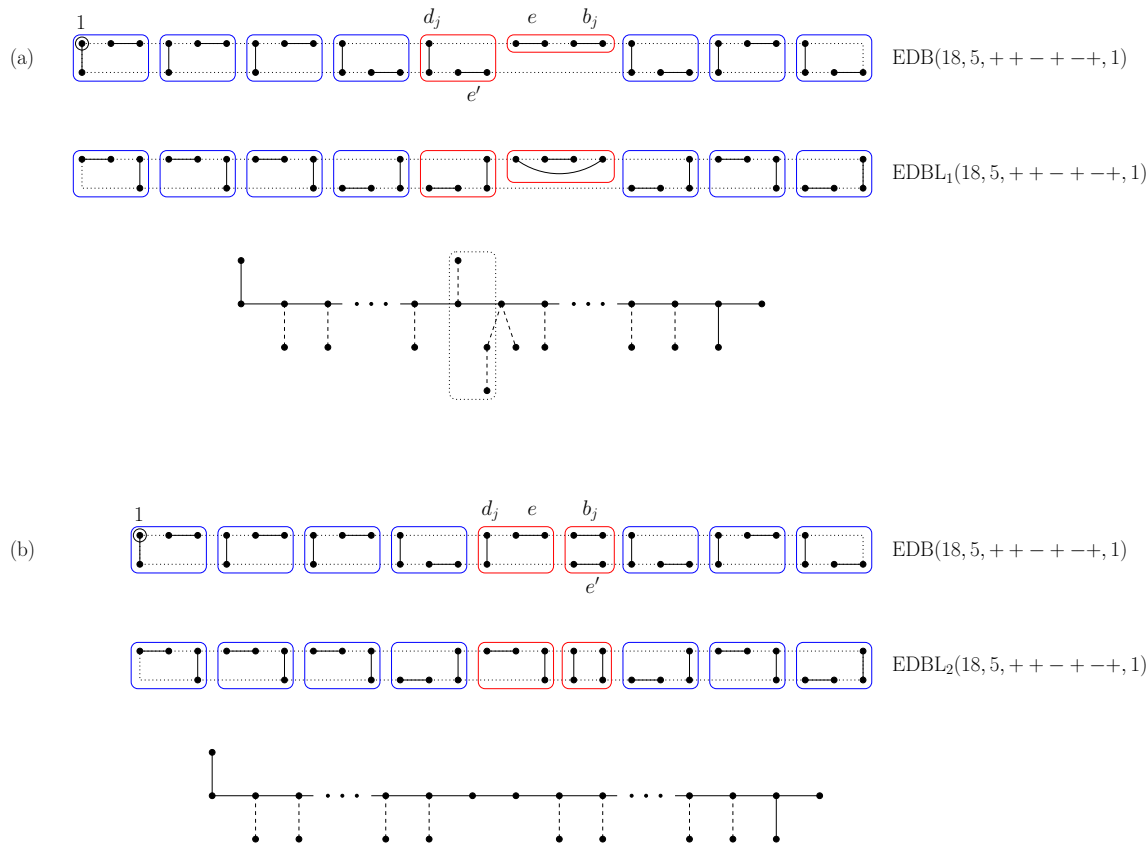 d_j e b_j
1
(a) EDB(18, 5, + + − + −+, 1)
e′
EDBL₁(18, 5, + + − + −+, 1)
d_j e b_j
1
(b) EDB(18, 5, + + − + −+, 1)
e′
EDBL₂(18, 5, + + − + −+, 1)